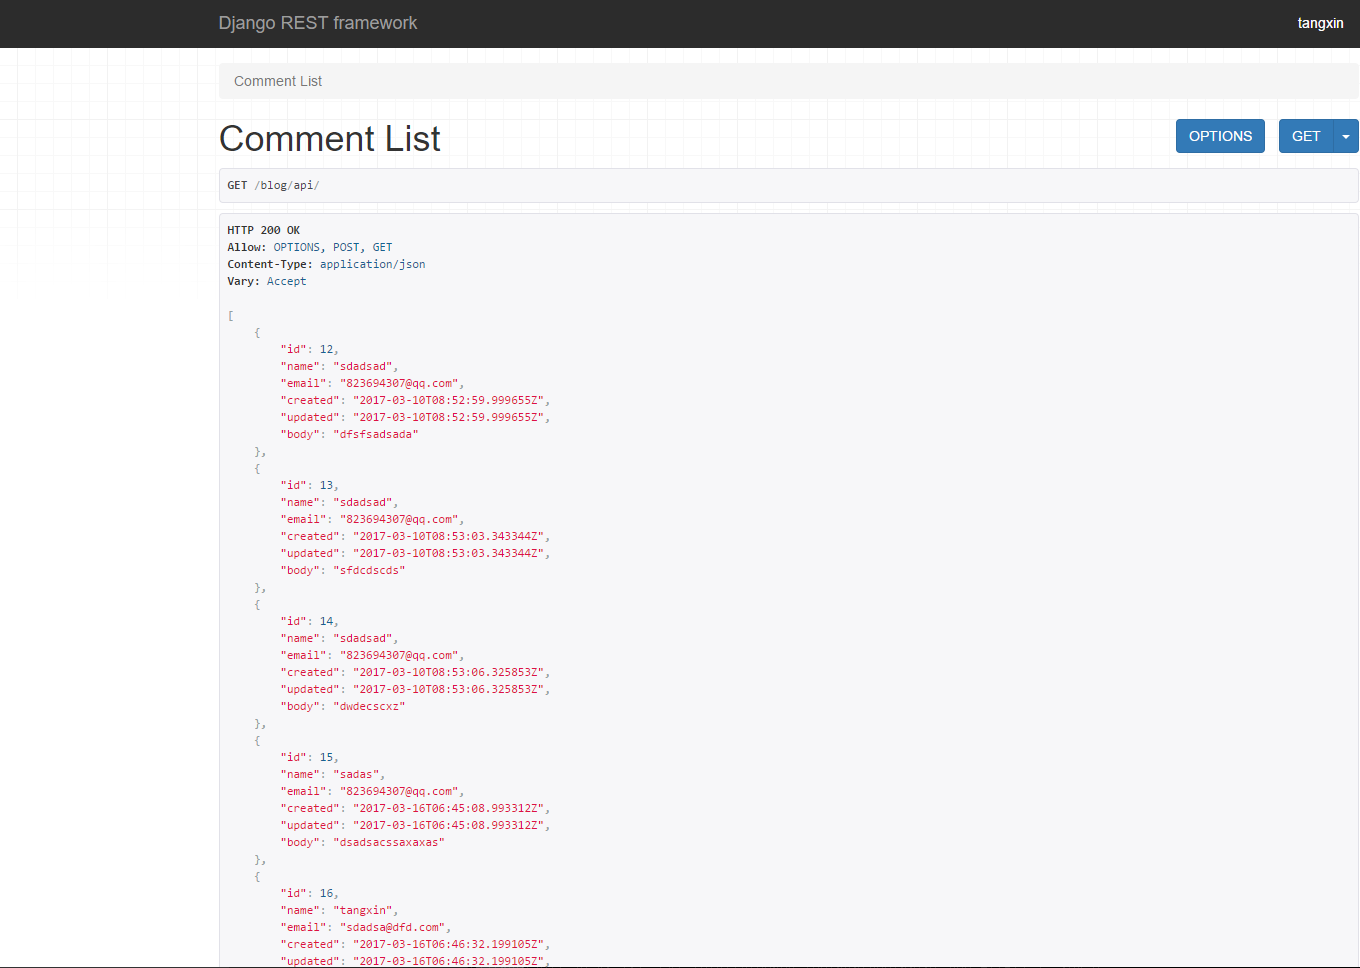 Django REST framework
tangxin
Comment List
Comment List
OPTIONS
GET
GET /blog/api/
HTTP 200 OK
Allow: OPTIONS, POST, GET
Content-Type: application/json
Vary: Accept
[
    {
        "id": 12,
        "name": "sdadsad",
        "email": "823694307@qq.com",
        "created": "2017-03-10T08:52:59.999655Z",
        "updated": "2017-03-10T08:52:59.999655Z",
        "body": "dfsfsadsada"
    },
    {
        "id": 13,
        "name": "sdadsad",
        "email": "823694307@qq.com",
        "created": "2017-03-10T08:53:03.343344Z",
        "updated": "2017-03-10T08:53:03.343344Z",
        "body": "sfdcdscds"
    },
    {
        "id": 14,
        "name": "sdadsad",
        "email": "823694307@qq.com",
        "created": "2017-03-10T08:53:06.325853Z",
        "updated": "2017-03-10T08:53:06.325853Z",
        "body": "dwdecscxz"
    },
    {
        "id": 15,
        "name": "sadas",
        "email": "823694307@qq.com",
        "created": "2017-03-16T06:45:08.993312Z",
        "updated": "2017-03-16T06:45:08.993312Z",
        "body": "dsadsacssaxaxas"
    },
    {
        "id": 16,
        "name": "tangxin",
        "email": "sdadsa@dfd.com",
        "created": "2017-03-16T06:46:32.199105Z",
        "updated": "2017-03-16T06:46:32.199105Z",